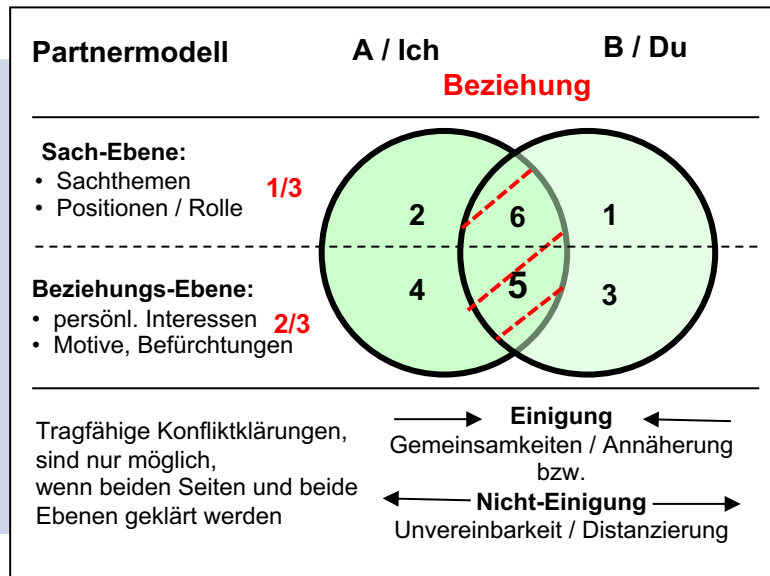 Partnermodell
A / Ich
B / Du
Beziehung
Sach-Ebene:
• Sachthemen
• Positionen / Rolle
1/3
2
6
1
Beziehungs-Ebene:
• persönl. Interessen
• Motive, Befürchtungen
2/3
4
5
3
Tragfähige Konfliktklärungen,
sind nur möglich,
wenn beiden Seiten und beide
Ebenen geklärt werden
Einigung
Gemeinsamkeiten / Annäherung
bzw.
Nicht-Einigung
Unvereinbarkeit / Distanzierung